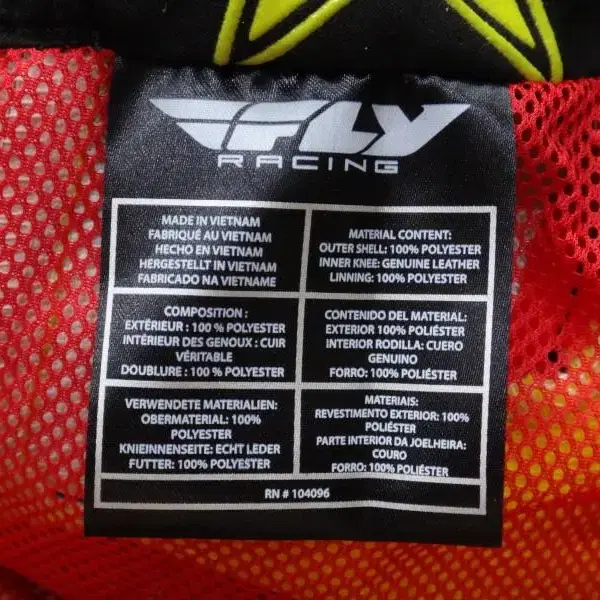 FLY
RACING
MADE IN VIETNAM
FABRIQUÉ AU VIETNAM
HECHO EN VIETNAM
HERGESTELLT IN VIETNAM
FABRICADO NA VIETNAME
MATERIAL CONTENT:
OUTER SHELL: 100% POLYESTER
INNER KNEE: GENUINE LEATHER
LINNING: 100% POLYESTER
COMPOSITION :
EXTÉRIEUR : 100 % POLYESTER
INTÉRIEUR DES GENOUX : CUIR
VÉRITABLE
DOUBLURE : 100 % POLYESTER
CONTENIDO DEL MATERIAL:
EXTERIOR 100% POLIÉSTER
INTERIOR RODILLA: CUERO
GENUINO
FORRO: 100% POLIÉSTER
VERWENDETE MATERIALIEN:
OBERMATERIAL: 100%
POLYESTER
KNIEINNENSEITE: ECHT LEDER
FUTTER: 100% POLYESTER
MATERIAIS:
REVESTIMENTO EXTERIOR: 100%
POLIÉSTER
PARTE INTERIOR DA JOELHEIRA:
COURO
FORRO: 100% POLIÉSTER
RN # 104096